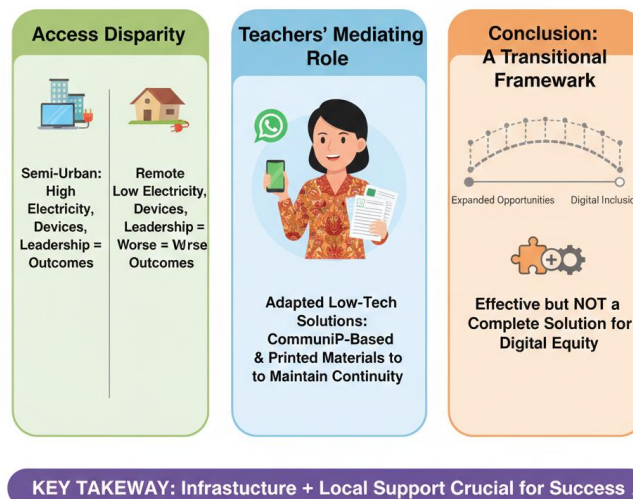 Access Disparity
Semi-Urban:
High
Electricity,
Devices,
Leadership =
Outcomes
Remote
Low Electricity,
Devices,
Leadership =
Worse = Wrse
Outcomes
Teachers' Mediating
Role
Adapted Low-Tech
Solutions:
CommuniP-Based
& Printed Materials to
to Maintain Continuity
Conclusion:
A Transitional
Framework
Expanded Opportunities
Digital Inclusi
Effective but NOT a
Complete Solution for
Digital Equity
KEY TAKEWAY: Infrastucture + Local Support Crucial for Success